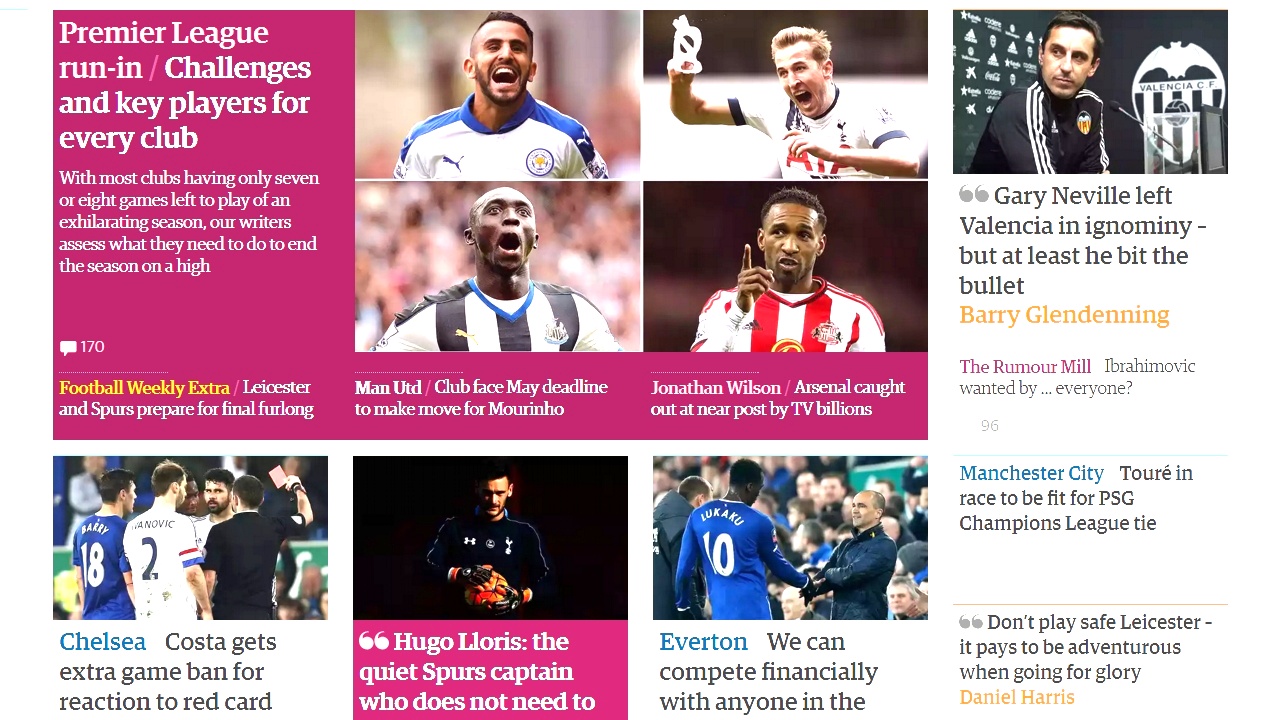 Premier League
run-in / Challenges
and key players for
every club
With most clubs having only seven
or eight games left to play of an
exhilarating season, our writers
assess what they need to do to end
the season on a high
170
Football Weekly Extra / Leicester
and Spurs prepare for final furlong
Man Utd / Club face May deadline
to make move for Mourinho
Jonathan Wilson / Arsenal caught
out at near post by TV billions
VALENCIA C.F.
Gary Neville left
Valencia in ignominy –
but at least he bit the
bullet
Barry Glendenning
The Rumour Mill Ibrahimovic
wanted by ... everyone?
96
Manchester City Touré in
race to be fit for PSG
Champions League tie
Don't play safe Leicester –
it pays to be adventurous
when going for glory
Daniel Harris
BARRY
18
IVANOVIC
2
Chelsea Costa gets
extra game ban for
reaction to red card
Hugo Lloris: the
quiet Spurs captain
who does not need to
LUKAKU
10
Everton We can
compete financially
with anyone in the